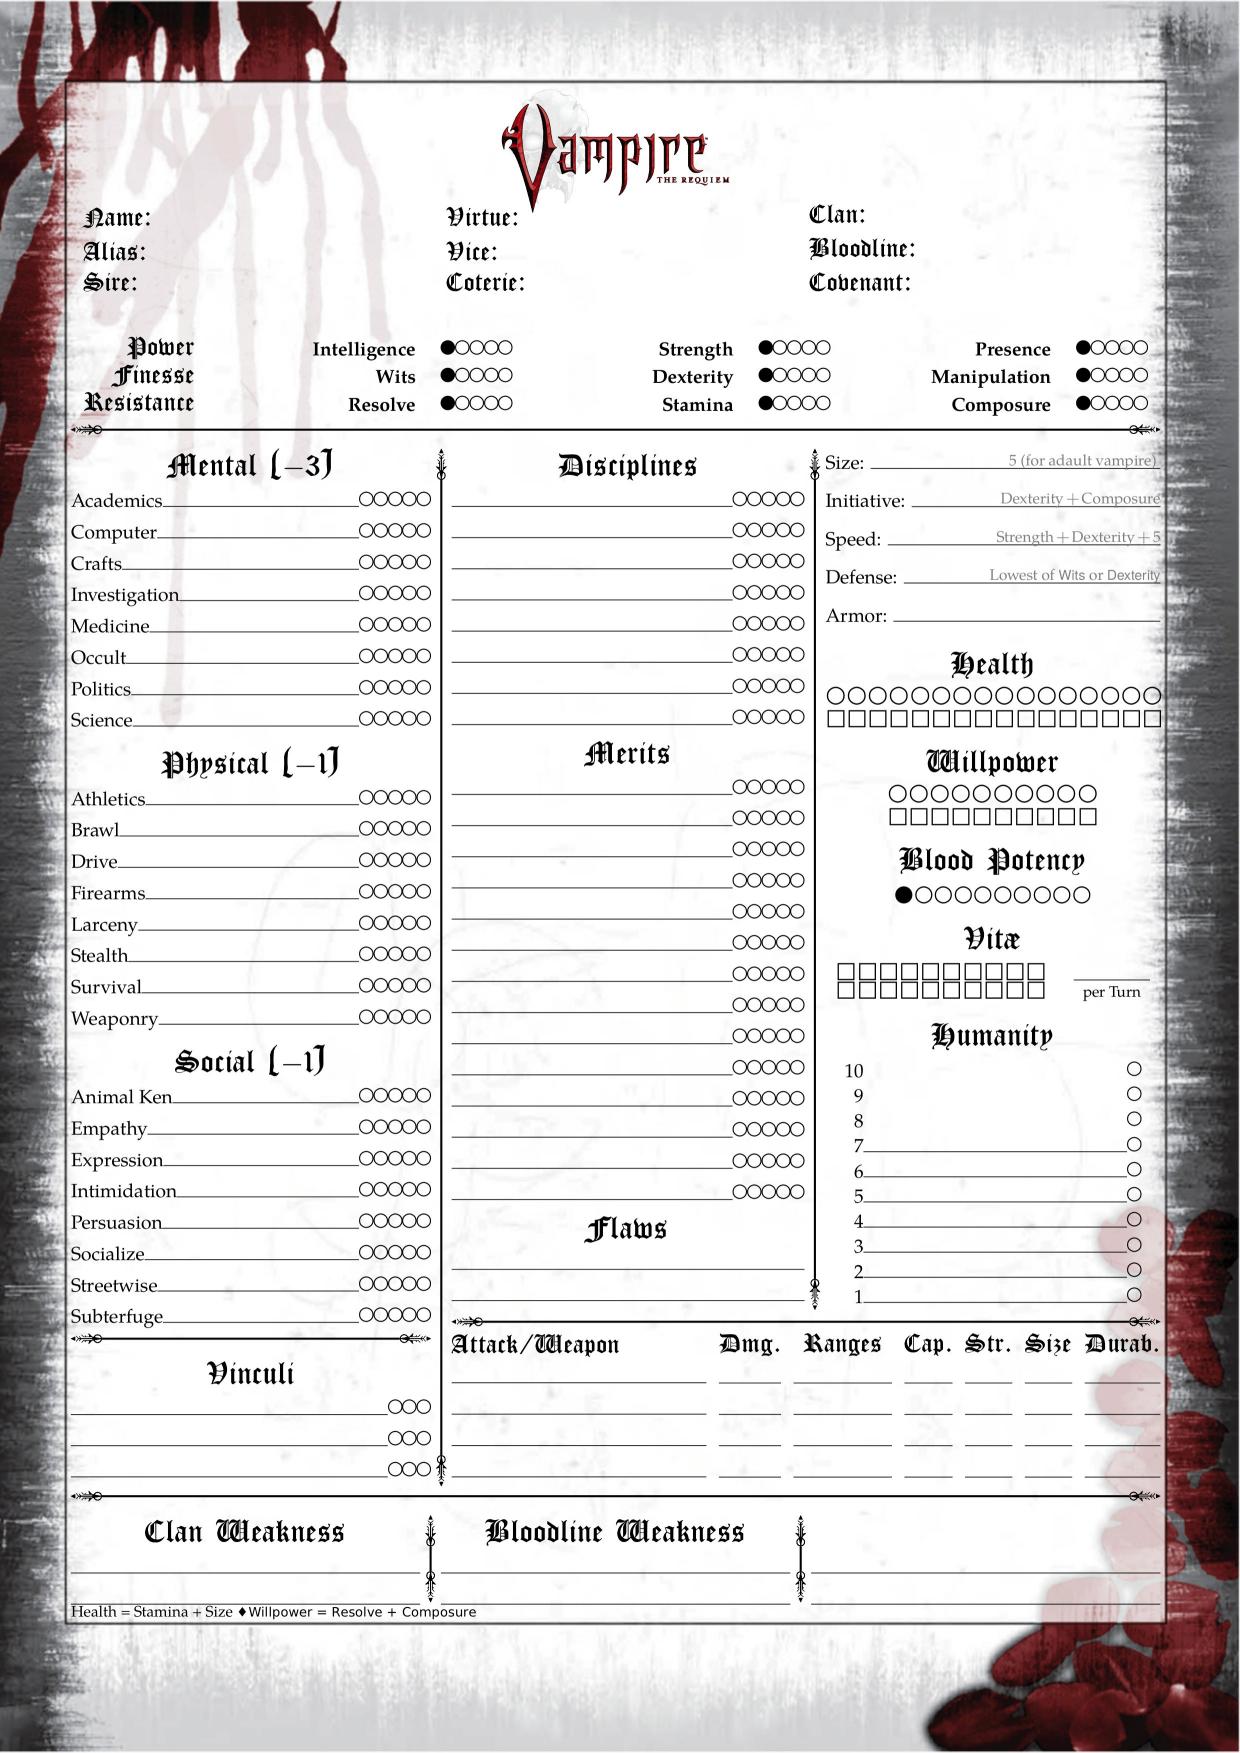 Vampire
THE REQUIEM
Name:
Alias:
Sire:
Virtue:
Vice:
Coterie:
Clan:
Bloodline:
Covenant:
Power Intelligence Strength Presence
Finesse Wits Dexterity Manipulation
Resistance Resolve Stamina Composure
Mental (–3)
Academics
Computer
Crafts
Investigation
Medicine
Occult
Politics
Science
Physical (–1)
Athletics
Brawl
Drive
Firearms
Larceny
Stealth
Survival
Weaponry
Social (–1)
Animal Ken
Empathy
Expression
Intimidation
Persuasion
Socialize
Streetwise
Subterfuge
Vinculi
Disciplines
Merits
Flaws
Size: 5 (for adault vampire)
Initiative: Dexterity + Composure
Speed: Strength + Dexterity + 5
Defense: Lowest of Wits or Dexterity
Armor:
Health
Willpower
Blood Potency
Vitæ
per Turn
Humanity
10
9
8
7
6
5
4
3
2
1
Attack/Weapon Dmg. Ranges Cap. Str. Size Durab.
Clan Weakness
Bloodline Weakness
Health = Stamina + Size ♦ Willpower = Resolve + Composure